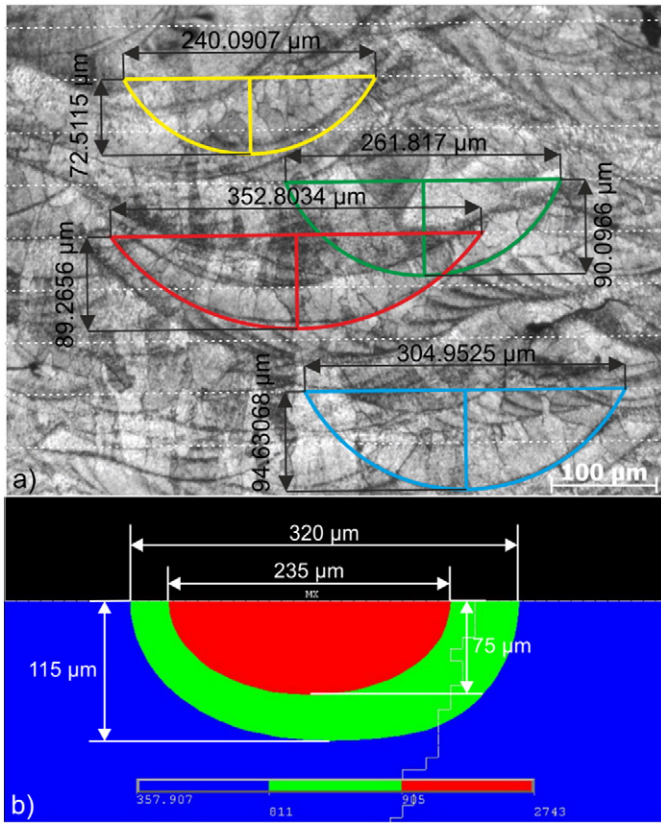 240.0907 µm
72.5115 µm
261.817 µm
352.8034 µm
90.0966 µm
89.2656 µm
304.9525 µm
94.63068 µm
a)
100 µm
320 µm
235 µm
MX
75 µm
115 µm
b)
357.907
811
905
2743